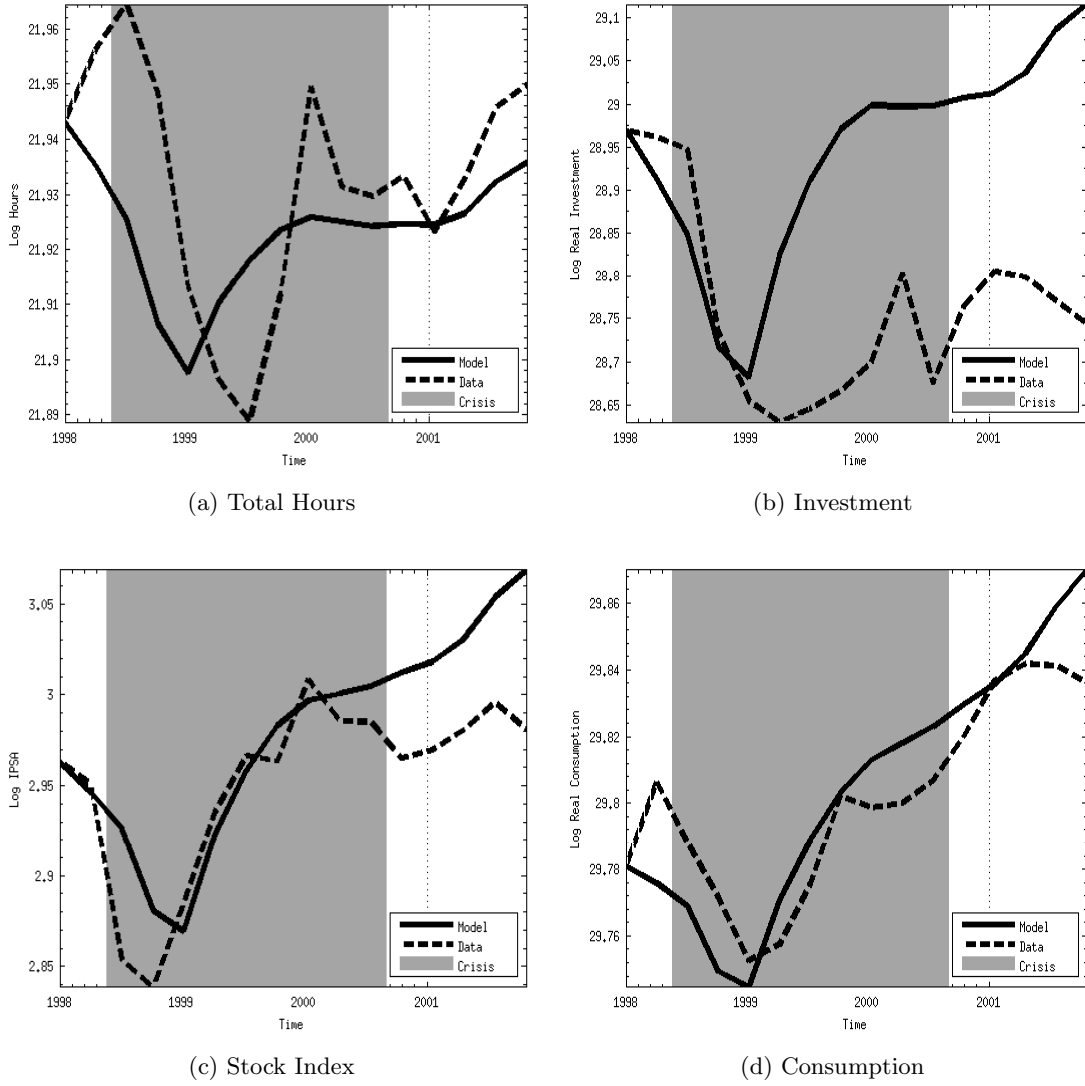 21.96
21.95
21.94
21.93
21.92
21.91
21.9
21.89
Log Hours
1998
1999
2000
2001
Time
Model
Data
Crisis
(a) Total Hours
29.1
29.05
29
28.95
28.9
28.85
28.8
28.75
28.7
28.65
Log Real Investment
1998
1999
2000
2001
Time
Model
Data
Crisis
(b) Investment
3.05
3
2.95
2.9
2.85
Log IPSA
1998
1999
2000
2001
Time
Model
Data
Crisis
(c) Stock Index
29.86
29.84
29.82
29.8
29.78
29.76
Log Real Consumption
1998
1999
2000
2001
Time
Model
Data
Crisis
(d) Consumption